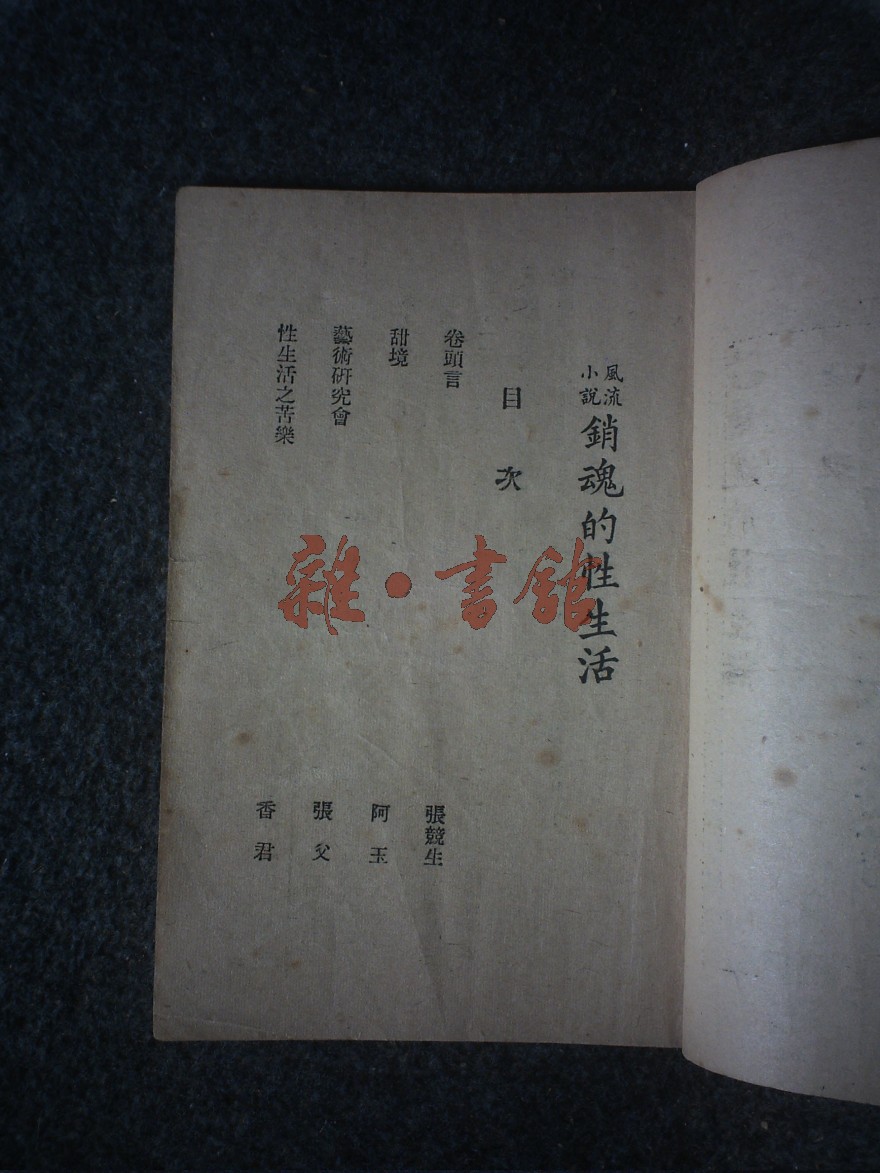 風流
小說
銷魂的性生活
目次
卷頭言 張競生
甜境 阿玉
藝術硏究會 張父
性生活之苦樂 香君
雜·書館